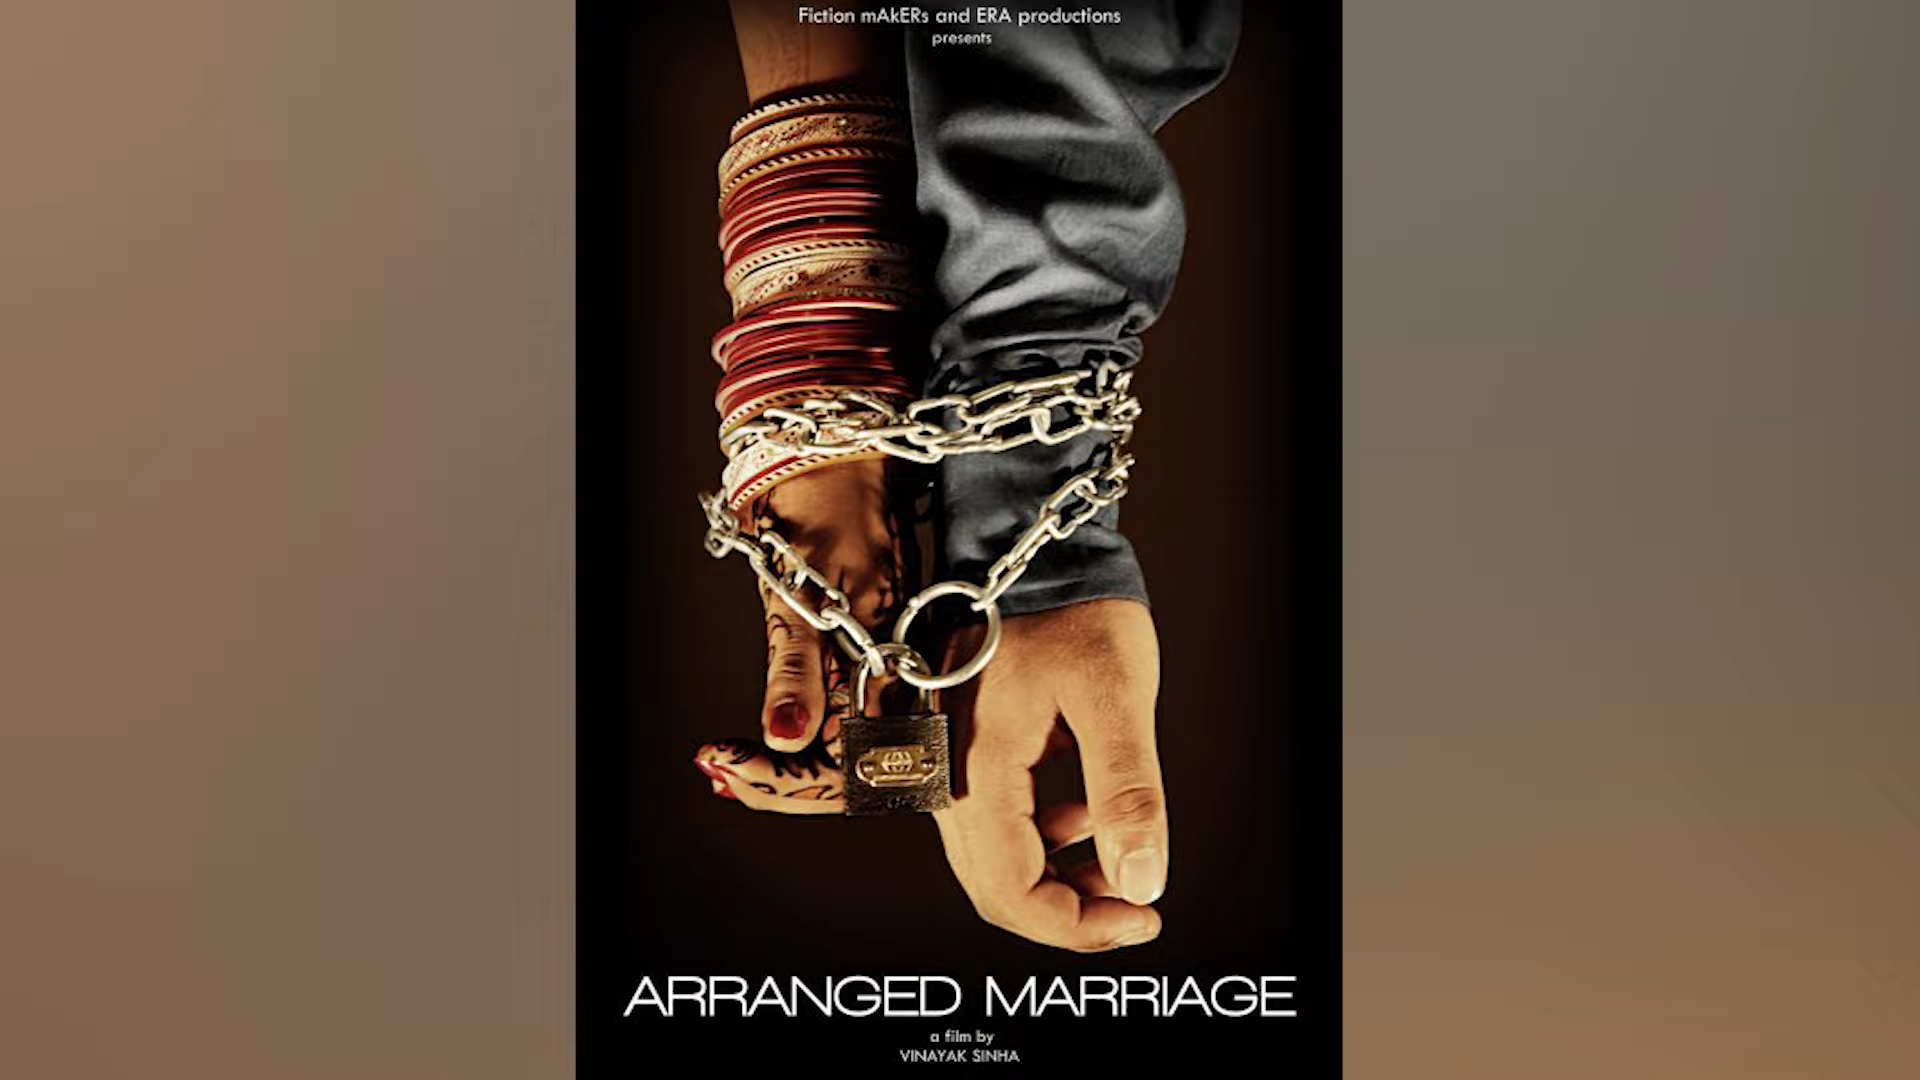 Fiction mAkERs and ERA productions
presents
ARRANGED MARRIAGE
a film by
VINAYAK SINHA